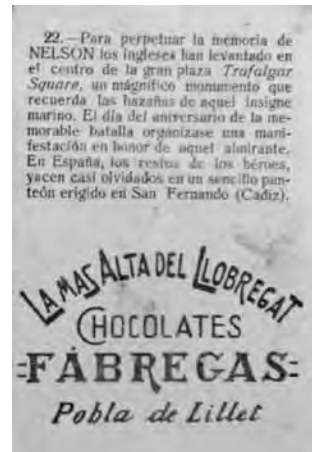 22.—Para perpetuar la memoria de
NELSON los ingleses han levantado en
el centro de la gran plaza Trafalgar
Square, un mágnifico monumento que
recuerda las hazañas de aquel insigne
marino. El día del aniversario de la me-
morable batalla organizase una mani-
festación en honor de aquel almirante.
En España, los restos de los héroes,
yacen casi olvidados en un sencillo pan-
teón erigido en San Fernando (Cadiz).
LA MAS ALTA DEL LLOBREGAT
CHOCOLATES
FÁBREGAS
Pobla de Lillet